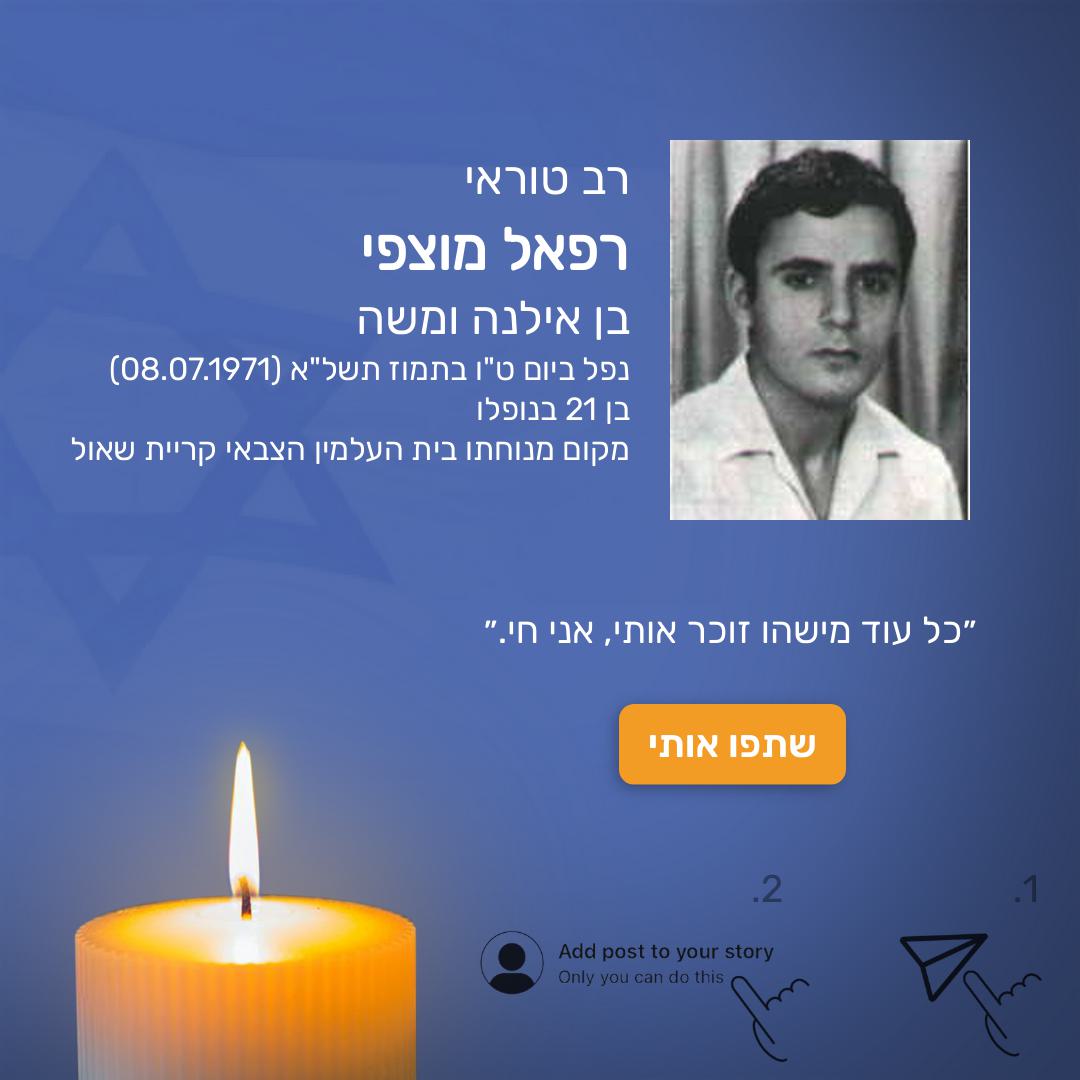 רב טוראי
רפאל מוצפי
בן אילנה ומשה
נפל ביום ט"ו בתמוז תשל"א (08.07.1971)
בן 21 בנופלו
מקום מנוחתו בית העלמין הצבאי קריית שאול
״כל עוד מישהו זוכר אותי, אני חי.״
שתפו אותי
1.
2.
Add post to your story
Only you can do this